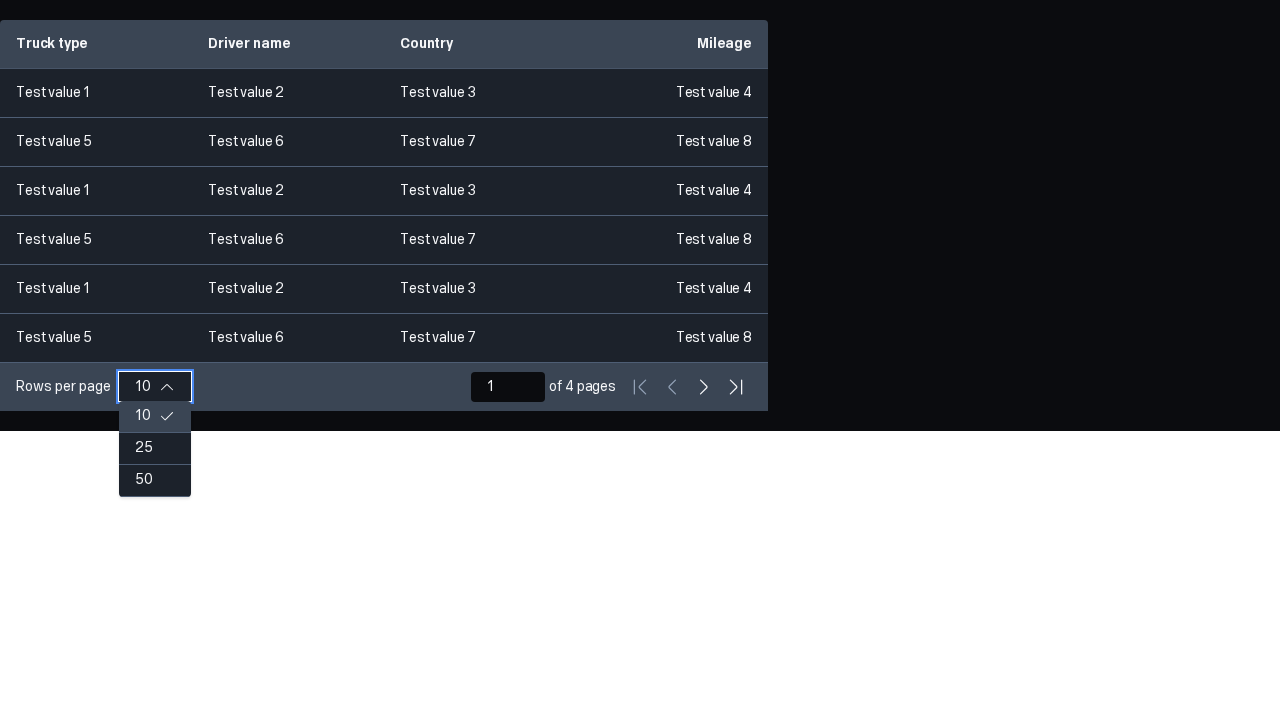 Truck type Driver name Country Mileage
Test value 1 Test value 2 Test value 3 Test value 4
Test value 5 Test value 6 Test value 7 Test value 8
Test value 1 Test value 2 Test value 3 Test value 4
Test value 5 Test value 6 Test value 7 Test value 8
Test value 1 Test value 2 Test value 3 Test value 4
Test value 5 Test value 6 Test value 7 Test value 8
Rows per page 10 1 of 4 pages
10
25
50